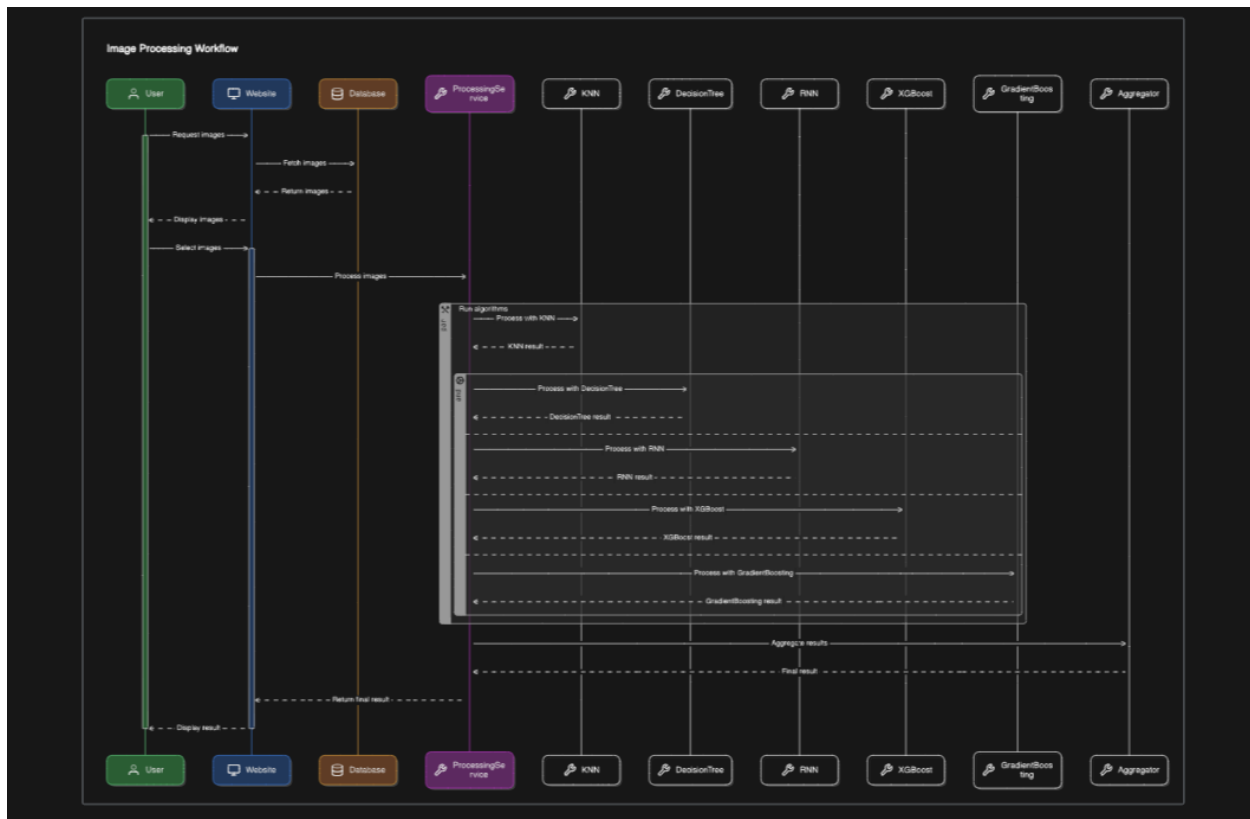 Image Processing Workflow
User
Website
Database
ProcessingSe
rvice
KNN
DecisionTree
RNN
XGBoost
GradientBoos
ting
Aggregator
Request images
Fetch images
Return images
Display images
Select images
Process images
par
Run algorithms
Process with KNN
KNN result
par
Process with DecisionTree
DecisionTree result
Process with RNN
RNN result
Process with XGBoost
XGBoost result
Process with GradientBoosting
GradientBoosting result
Aggregate results
Final result
Return final result
Display result
User
Website
Database
ProcessingSe
rvice
KNN
DecisionTree
RNN
XGBoost
GradientBoos
ting
Aggregator